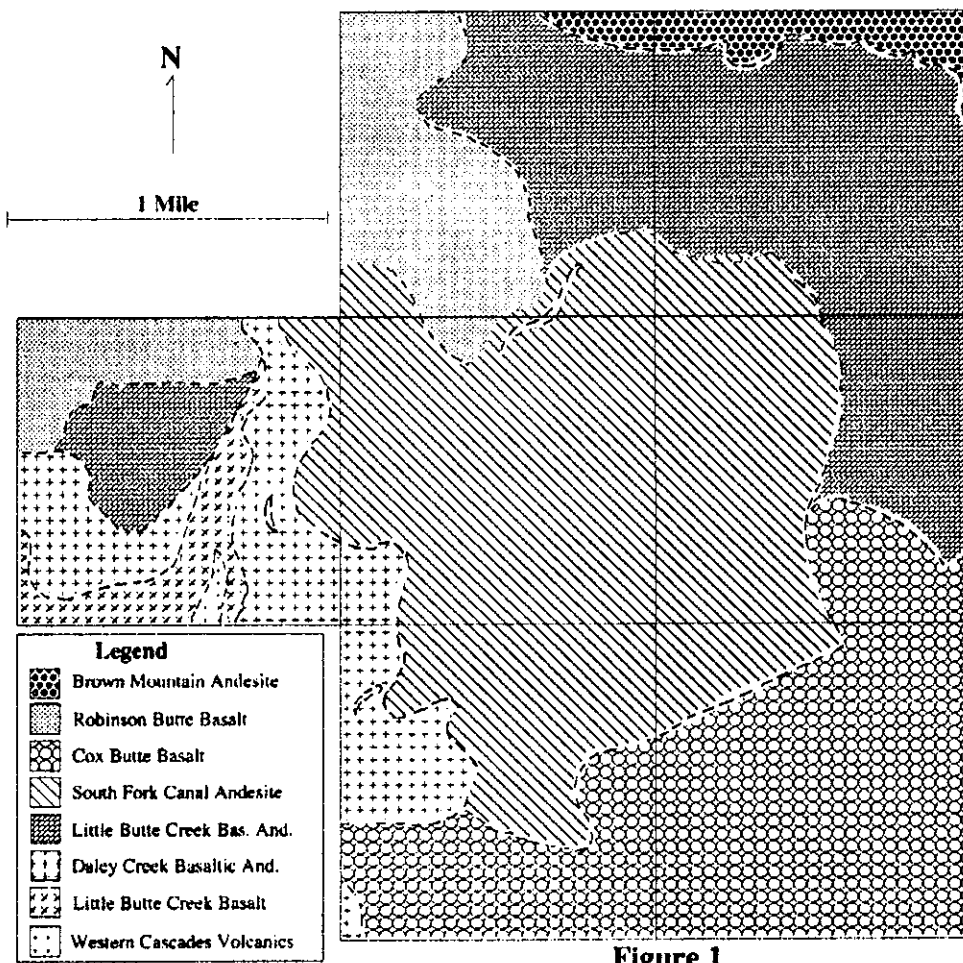 N
1 Mile
Legend
Brown Mountain Andesite
Robinson Butte Basalt
Cox Butte Basalt
South Fork Canal Andesite
Little Butte Creek Bas. And.
Daley Creek Basaltic And.
Little Butte Creek Basalt
Western Cascades Volcanics
Figure 1